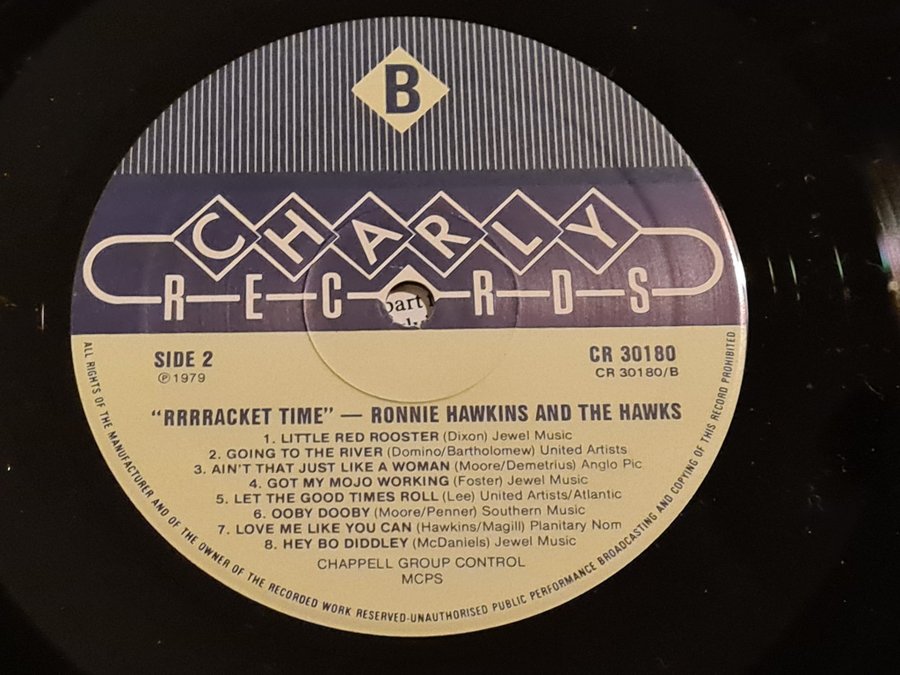 B
CHARLY
RECORDS
part
SIDE 2
℗ 1979
CR 30180
CR 30180/B
"RRRRACKET TIME" — RONNIE HAWKINS AND THE HAWKS
1. LITTLE RED ROOSTER (Dixon) Jewel Music
2. GOING TO THE RIVER (Domino/Bartholomew) United Artists
3. AIN'T THAT JUST LIKE A WOMAN (Moore/Demetrius) Anglo Pic
4. GOT MY MOJO WORKING (Foster) Jewel Music
5. LET THE GOOD TIMES ROLL (Lee) United Artists/Atlantic
6. OOBY DOOBY (Moore/Penner) Southern Music
7. LOVE ME LIKE YOU CAN (Hawkins/Magill) Planitary Nom
8. HEY BO DIDDLEY (McDaniels) Jewel Music
CHAPPELL GROUP CONTROL
MCPS
ALL RIGHTS OF THE MANUFACTURER AND OF THE OWNER OF THE RECORDED WORK RESERVED-UNAUTHORISED PUBLIC PERFORMANCE BROADCASTING AND COPYING OF THIS RECORD PROHIBITED